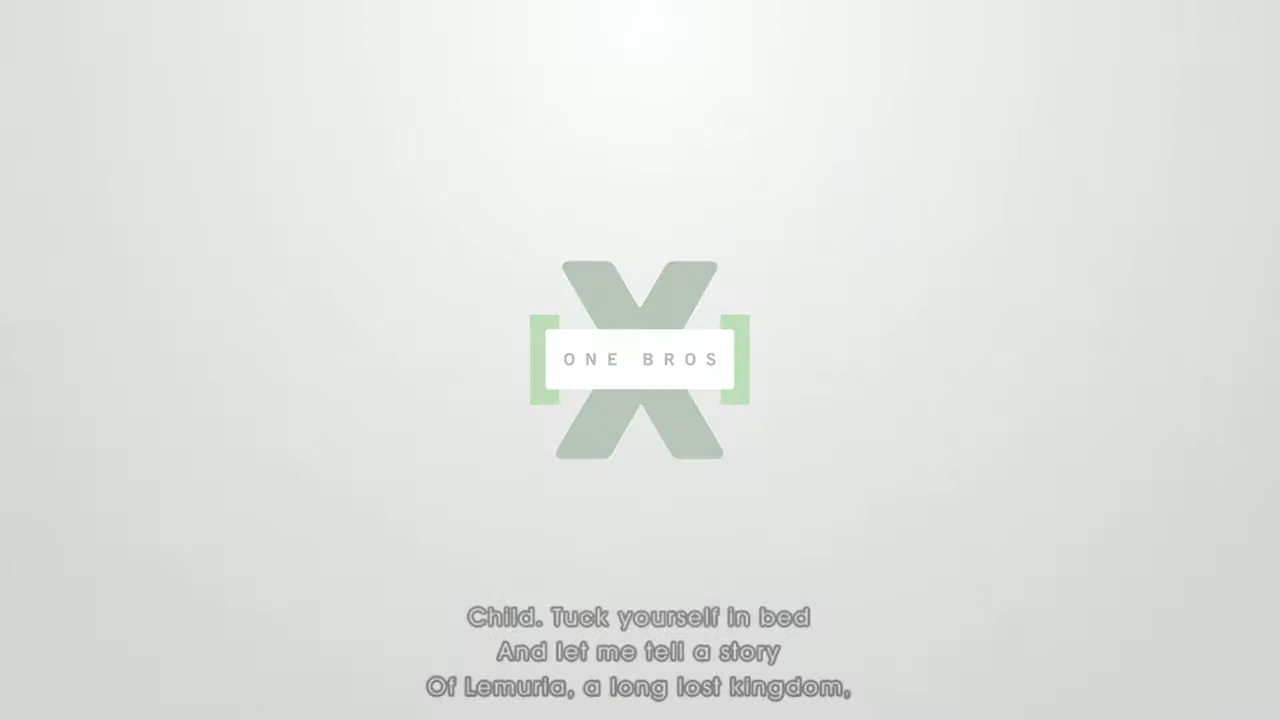 X
ONE BROS
Child. Tuck yourself in bed
And let me tell a story
Of Lemuria, a long lost kingdom,